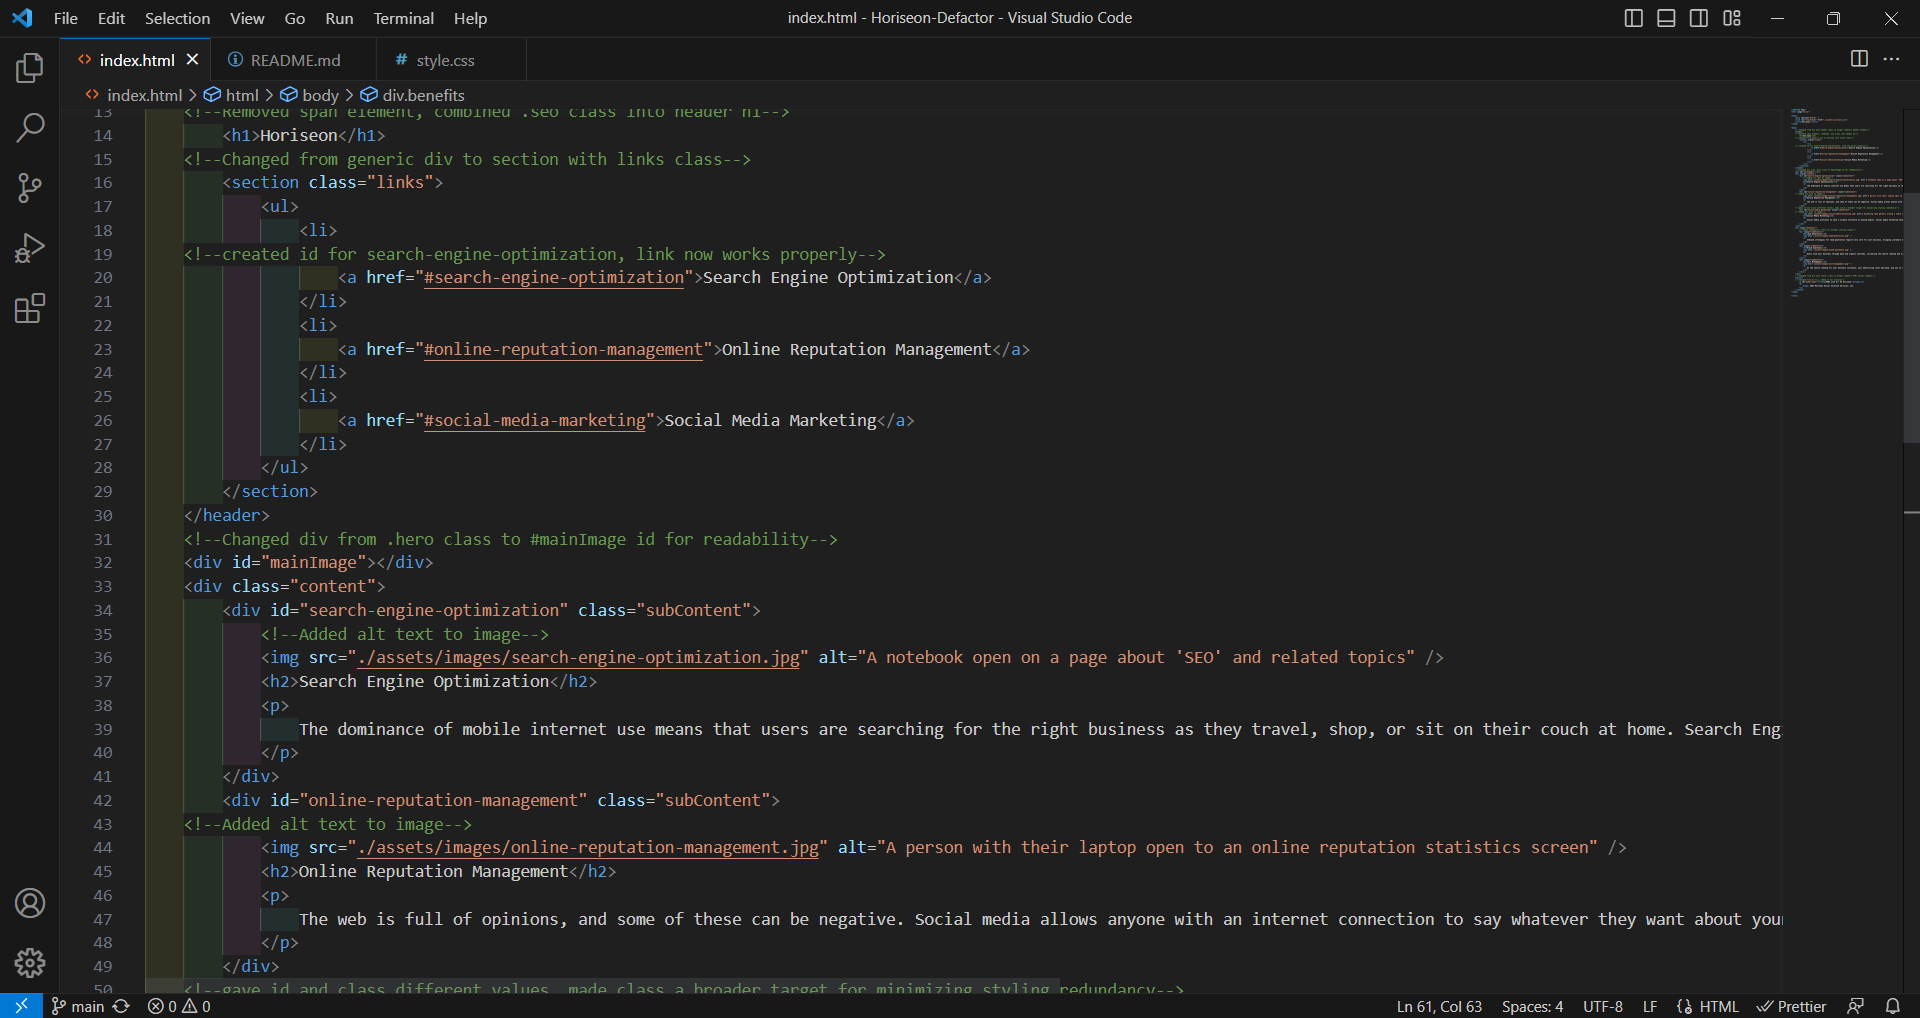 File Edit Selection View Go Run Terminal Help
index.html - Horiseon-Defactor - Visual Studio Code
index.html README.md style.css
index.html > html > body > div.benefits
13 <!--Removed span element, combined .seo class into header h1-->
14 <h1>Horiseon</h1>
15 <!--Changed from generic div to section with links class-->
16 <section class="links">
17 <ul>
18 <li>
19 <!--created id for search-engine-optimization, link now works properly-->
20 <a href="#search-engine-optimization">Search Engine Optimization</a>
21 </li>
22 <li>
23 <a href="#online-reputation-management">Online Reputation Management</a>
24 </li>
25 <li>
26 <a href="#social-media-marketing">Social Media Marketing</a>
27 </li>
28 </ul>
29 </section>
30 </header>
31 <!--Changed div from .hero class to #mainImage id for readability-->
32 <div id="mainImage"></div>
33 <div class="content">
34 <div id="search-engine-optimization" class="subContent">
35 <!--Added alt text to image-->
36 <img src="./assets/images/search-engine-optimization.jpg" alt="A notebook open on a page about 'SEO' and related topics" />
37 <h2>Search Engine Optimization</h2>
38 <p>
39 The dominance of mobile internet use means that users are searching for the right business as they travel, shop, or sit on their couch at home. Search Eng
40 </p>
41 </div>
42 <div id="online-reputation-management" class="subContent">
43 <!--Added alt text to image-->
44 <img src="./assets/images/online-reputation-management.jpg" alt="A person with their laptop open to an online reputation statistics screen" />
45 <h2>Online Reputation Management</h2>
46 <p>
47 The web is full of opinions, and some of these can be negative. Social media allows anyone with an internet connection to say whatever they want about your
48 </p>
49 </div>
50 <!--gave id and class different values, made class a broader target for minimizing styling redundancy-->
main 0 0
Ln 61, Col 63 Spaces: 4 UTF-8 LF HTML Prettier